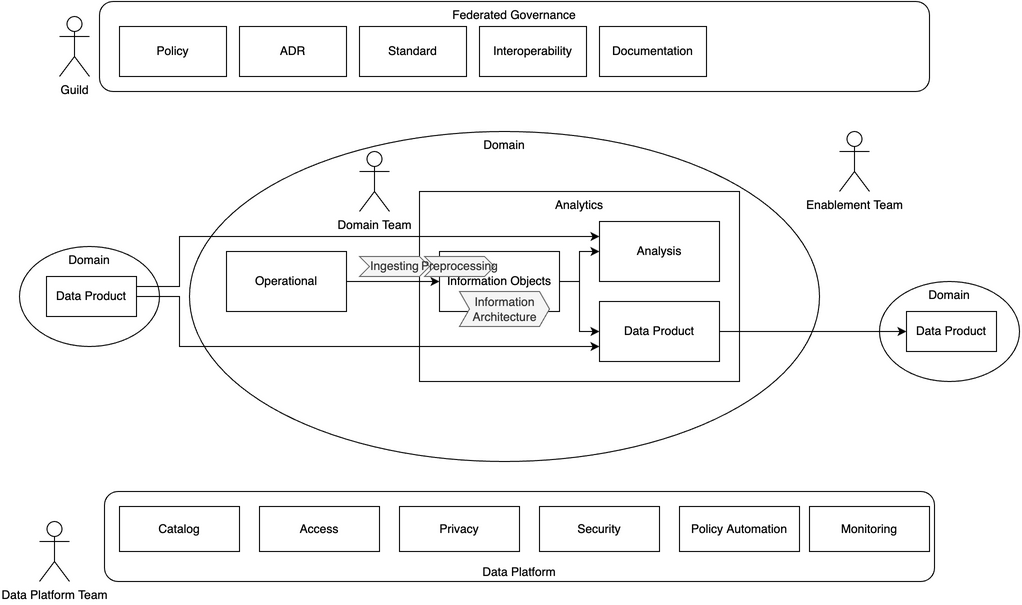 Federated Governance
Policy
ADR
Standard
Interoperability
Documentation
Guild
Domain
Domain Team
Enablement Team
Analytics
Domain
Data Product
Operational
Ingesting
Preprocessing
Information Objects
Information
Architecture
Analysis
Data Product
Domain
Data Product
Catalog
Access
Privacy
Security
Policy Automation
Monitoring
Data Platform
Data Platform Team